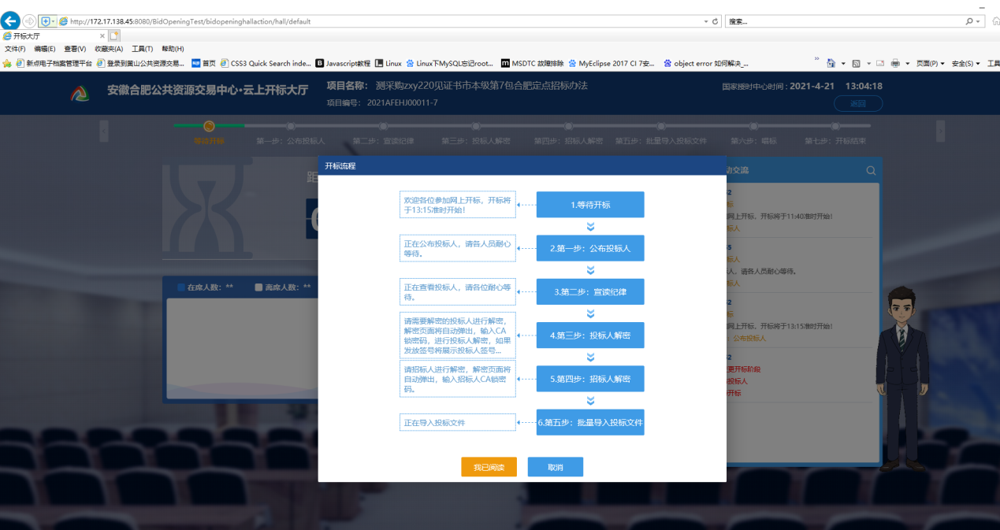 http://172.17.138.45:8080/BidOpeningTest/bidopeninghallaction/hall/default
搜索...
开标大厅
文件(F) 编辑(E) 查看(V) 收藏夹(A) 工具(T) 帮助(H)
新点电子档案管理平台 登录到黄山公共资源交易... 首页 CSS3 Quick Search inde... Javascript教程 Linux Linux下MySQL忘记root... MSDTC 故障排除 MyEclipse 2017 CI 7安... object error 如何解决_... 页面(P) 安全(S) 工具
安徽合肥公共资源交易中心·云上开标大厅
项目名称： 测采购zxy220见证书市本级第7包合肥定点招标办法
项目编号： 2021AFEHJ00011-7
国家授时中心时间：2021-4-21 13:04:18
返回
等待开标 第一步：公布投标人 第二步：宣读纪律 第三步：投标人解密 第四步：招标人解密 第五步：批量导入投标文件 第六步：唱标 第七步：开标结束
距
在席人数：** 离席人数：**
开标流程
欢迎各位参加网上开标，开标将于13:15准时开始！
1.等待开标
正在公布投标人，请各人员耐心等待。
2.第一步：公布投标人
正在查看投标人，请各位耐心等待。
3.第二步：宣读纪律
请需要解密的投标人进行解密，
解密页面将自动弹出，输入CA
锁密码，进行投标人解密，如果
发放签号将展示投标人签号...
4.第三步：投标人解密
请招标人进行解密，解密页面将
自动弹出，输入招标人CA锁密
码。
5.第四步：招标人解密
正在导入投标文件
6.第五步：批量导入投标文件
我已阅读
取消
动交流
网上开标，开标将于11:40准时开始！
标人
标人
人，请各人员耐心等待。
标人
网上开标，开标将于13:15准时开始！
：公布投标人
变更开标阶段
投标人
开标